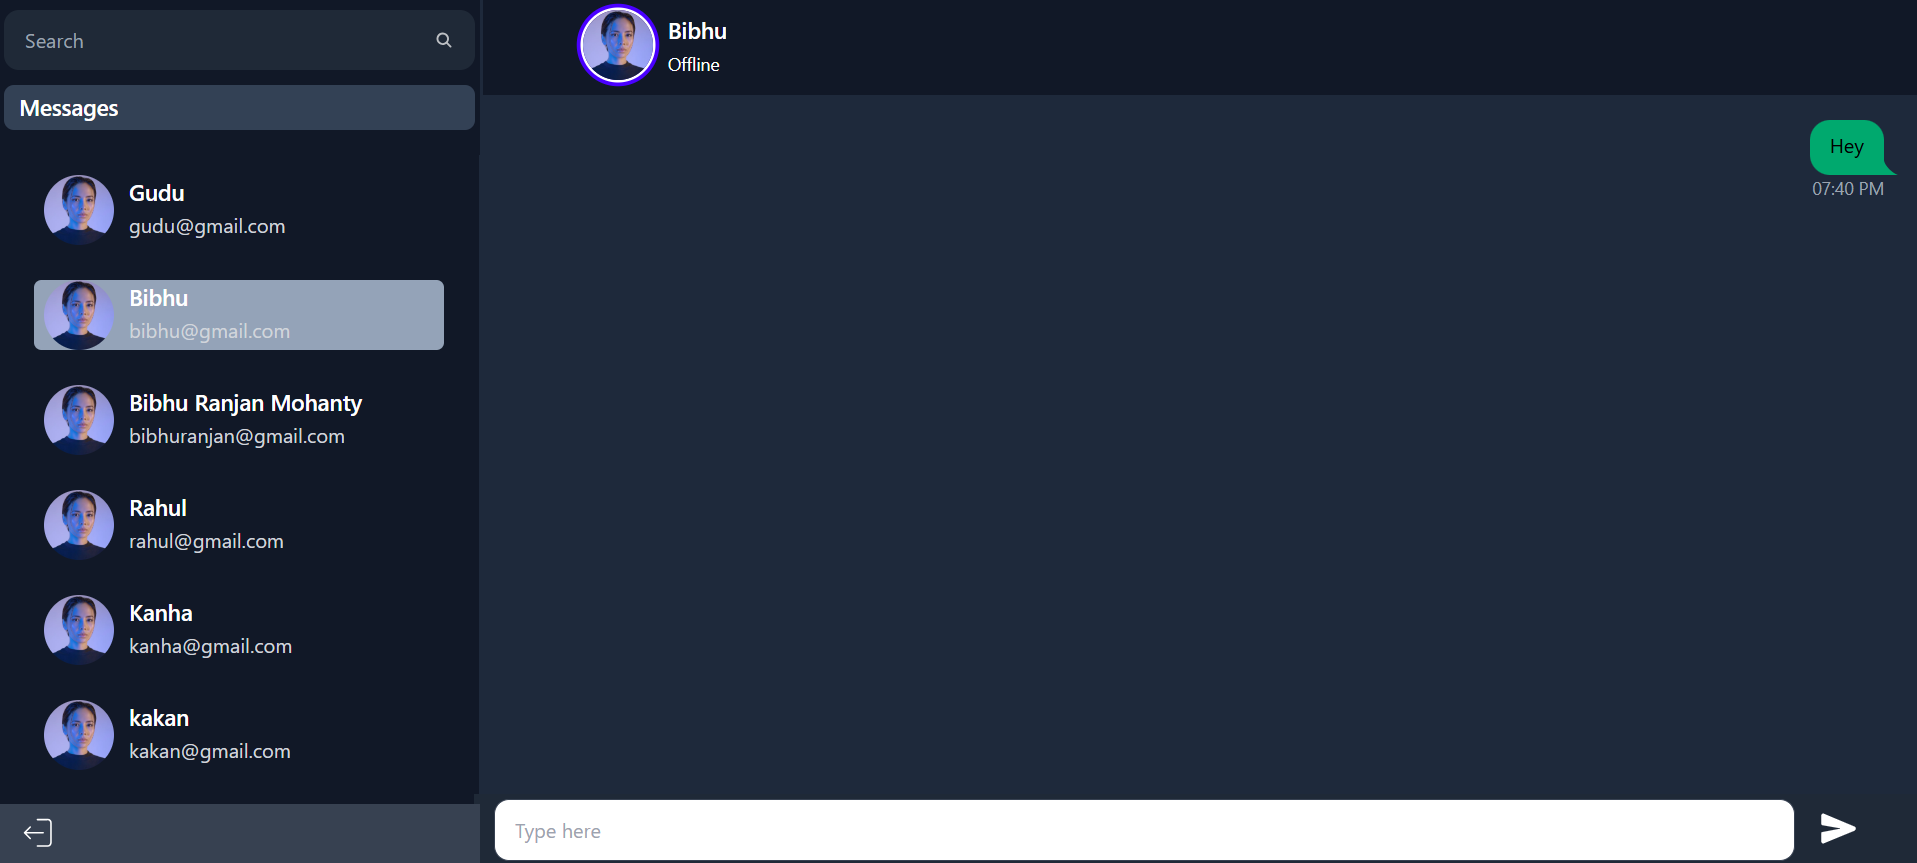 Search
Messages
Gudu
gudu@gmail.com
Bibhu
bibhu@gmail.com
Bibhu Ranjan Mohanty
bibhuranjan@gmail.com
Rahul
rahul@gmail.com
Kanha
kanha@gmail.com
kakan
kakan@gmail.com
Bibhu
Offline
Hey
07:40 PM
Type here